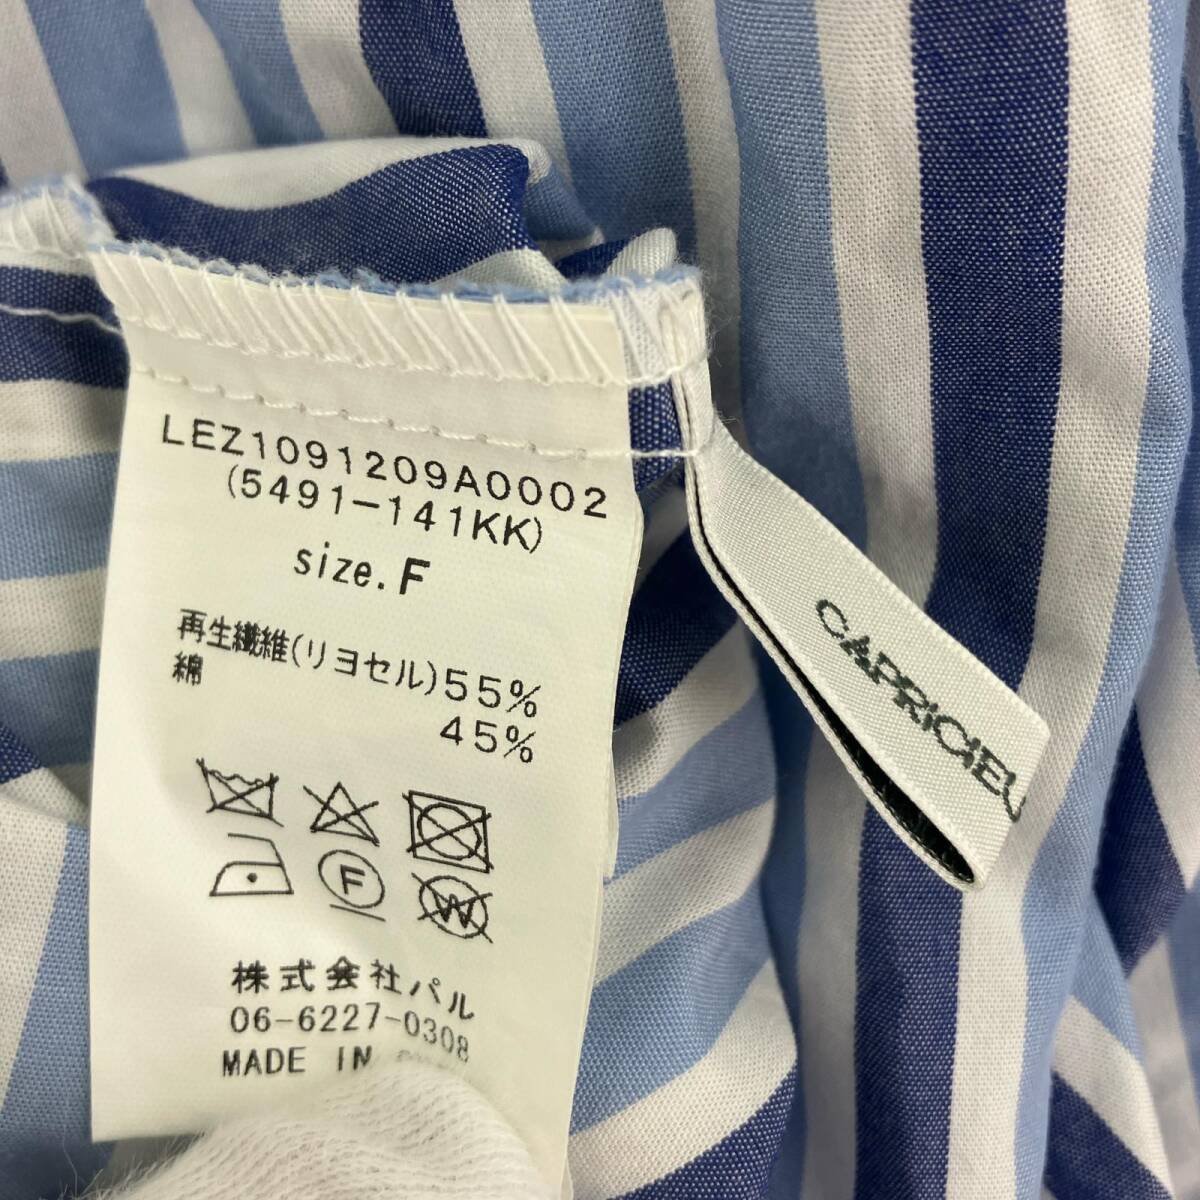 LEZ1091209A0002
(5491-141KK)
size.F
再生繊維(リヨセル)55%
綿 45%
F
W
株式会社パル
06-6227-0308
MADE IN
CAPRICIEU